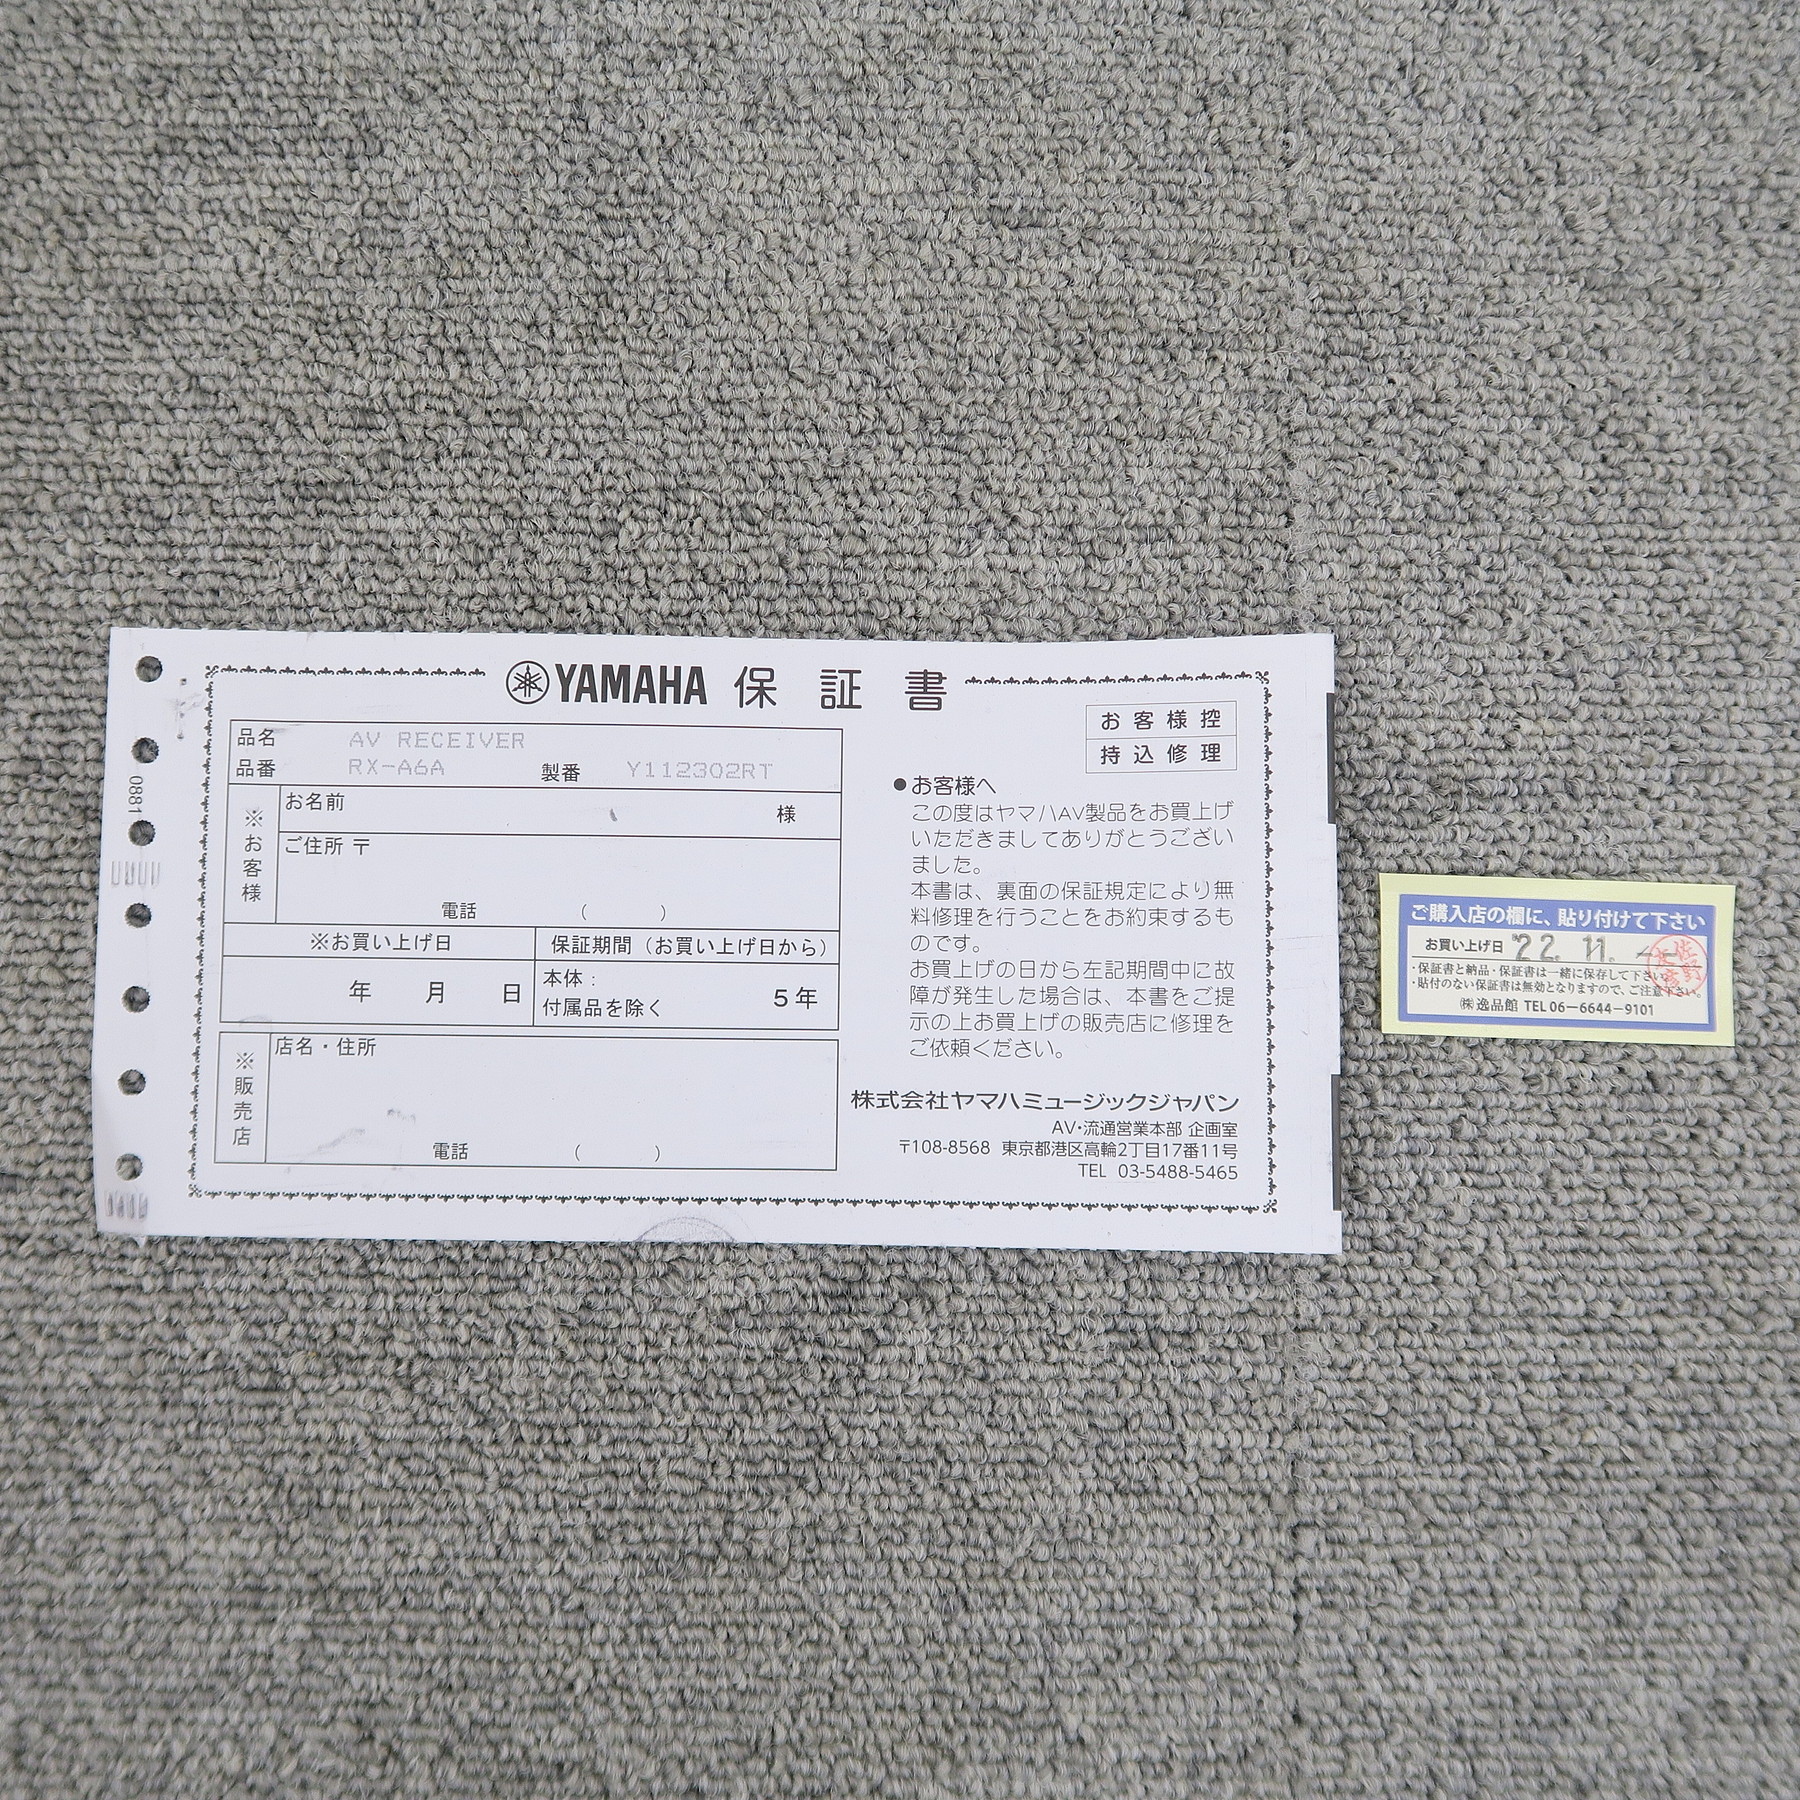 YAMAHA 保証書
お客様控
持込修理
品名 AV RECEIVER
品番 RX-A6A 製番 Y112302RT
※お客様
お名前 様
ご住所 〒
電話 ( )
※お買い上げ日 保証期間（お買い上げ日から）
年 月 日
本体：
付属品を除く 5年
※販売店
店名・住所
電話 ( )
0881
●お客様へ
この度はヤマハAV製品をお買上げ
いただきましてありがとうござい
ました。
本書は、裏面の保証規定により無
料修理を行うことをお約束するも
のです。
お買上げの日から左記期間中に故
障が発生した場合は、本書をご提
示の上お買上げの販売店に修理を
ご依頼ください。
株式会社ヤマハミュージックジャパン
AV・流通営業本部 企画室
〒108-8568 東京都港区高輪2丁目17番11号
TEL 03-5488-5465
ご購入店の欄に、貼り付けて下さい
お買い上げ日 '22. 11. –
・保証書と納品・保証書は一緒に保存して下さい。
・貼付のない保証書は無効となりますので、ご注意下さい。
㈱逸品館 TEL 06-6644-9101